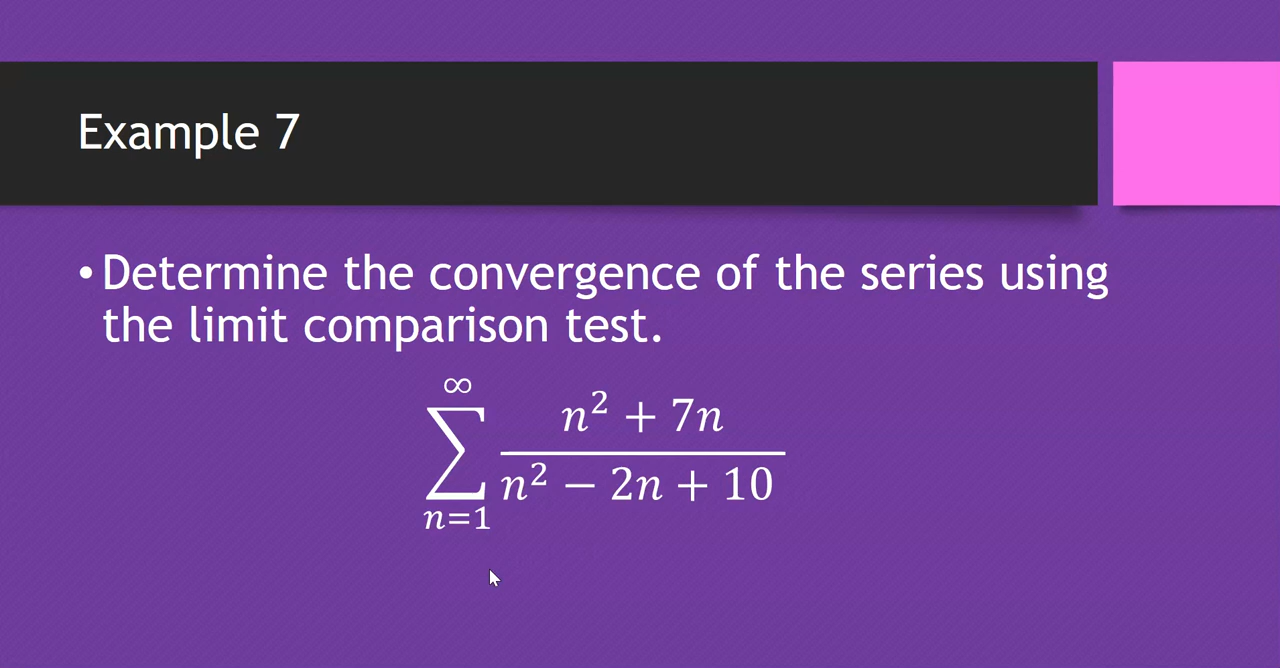 Example 7
• Determine the convergence of the series using
the limit comparison test.
∞
n² + 7n
∑
n² − 2n + 10
n=1